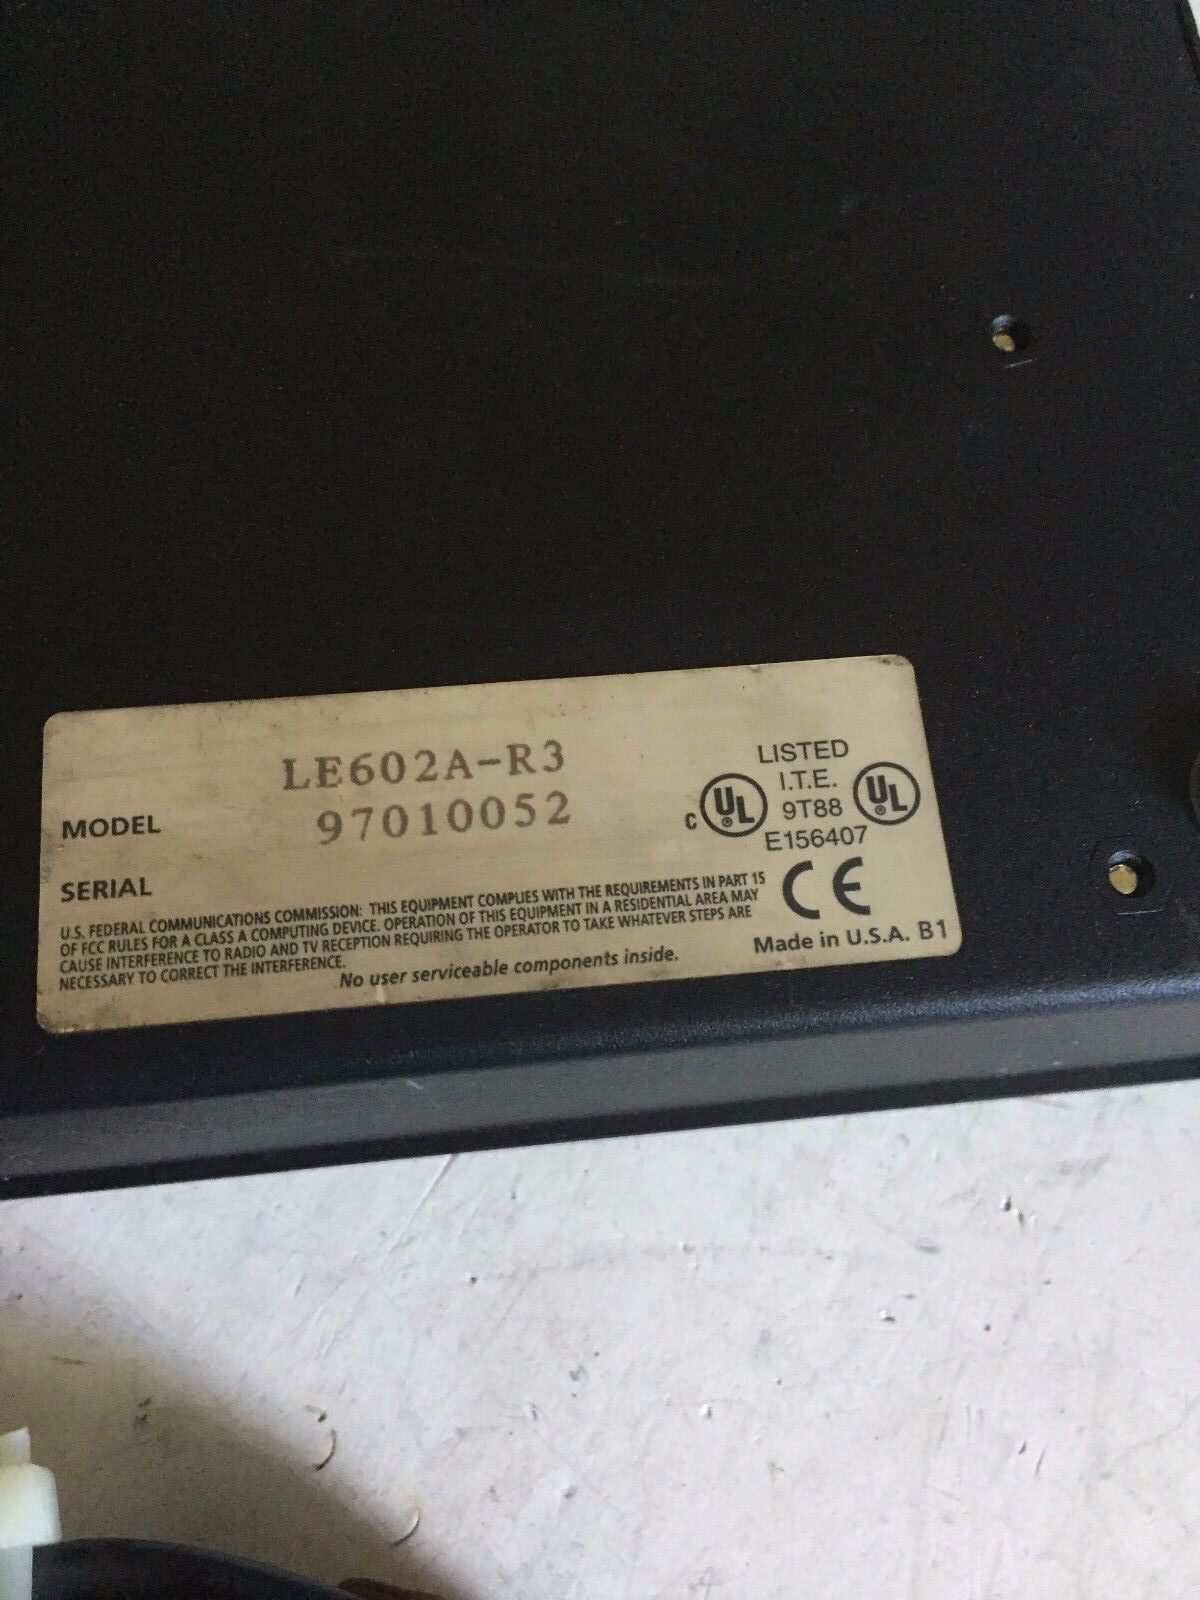 LE602A-R3
MODEL 97010052
SERIAL
U.S. FEDERAL COMMUNICATIONS COMMISSION: THIS EQUIPMENT COMPLIES WITH THE REQUIREMENTS IN PART 15
OF FCC RULES FOR A CLASS A COMPUTING DEVICE. OPERATION OF THIS EQUIPMENT IN A RESIDENTIAL AREA MAY
CAUSE INTERFERENCE TO RADIO AND TV RECEPTION REQUIRING THE OPERATOR TO TAKE WHATEVER STEPS ARE
NECESSARY TO CORRECT THE INTERFERENCE.
No user serviceable components inside.
LISTED
I.T.E.
C UL ® 9T88 UL ®
E156407
CE
Made in U.S.A. B1